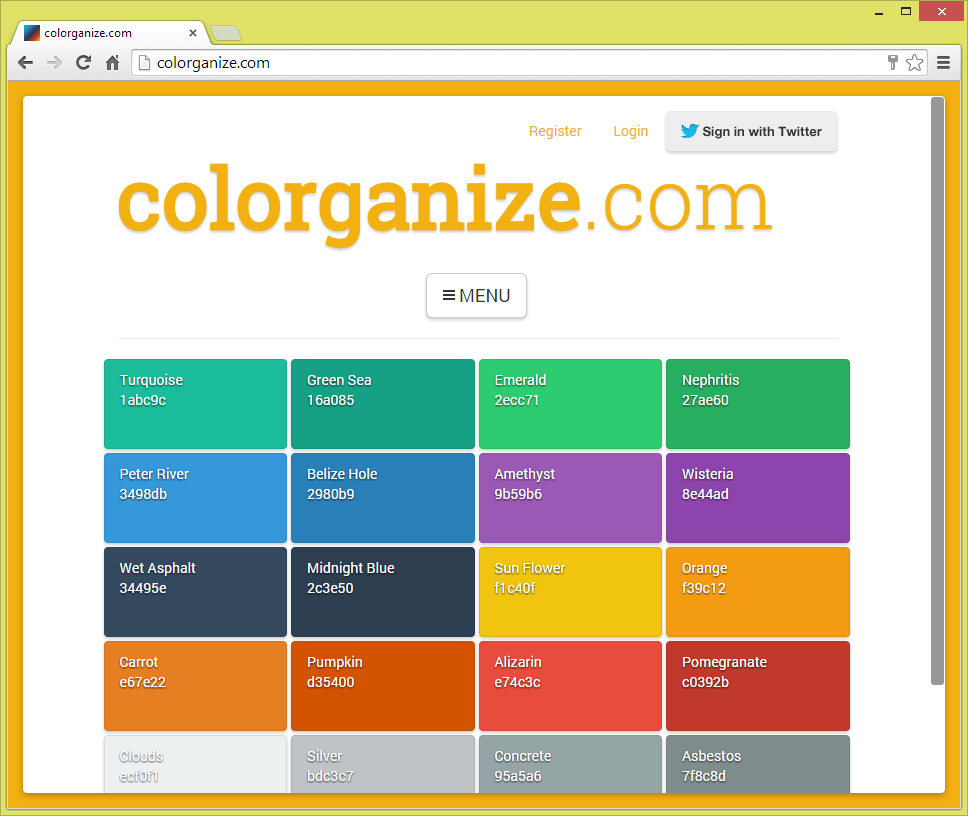 colorganize.com
colorganize.com
Register
Login
Sign in with Twitter
colorganize.com
MENU
Turquoise
1abc9c
Green Sea
16a085
Emerald
2ecc71
Nephritis
27ae60
Peter River
3498db
Belize Hole
2980b9
Amethyst
9b59b6
Wisteria
8e44ad
Wet Asphalt
34495e
Midnight Blue
2c3e50
Sun Flower
f1c40f
Orange
f39c12
Carrot
e67e22
Pumpkin
d35400
Alizarin
e74c3c
Pomegranate
c0392b
Clouds
ecf0f1
Silver
bdc3c7
Concrete
95a5a6
Asbestos
7f8c8d